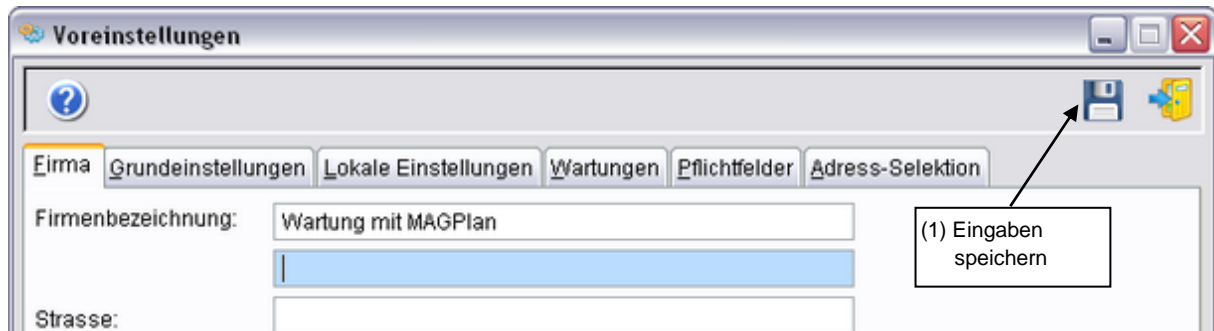 Voreinstellungen
Firma Grundeinstellungen Lokale Einstellungen Wartungen Pflichtfelder Adress-Selektion
Firmenbezeichnung: Wartung mit MAGPlan
(1) Eingaben
speichern
Strasse: